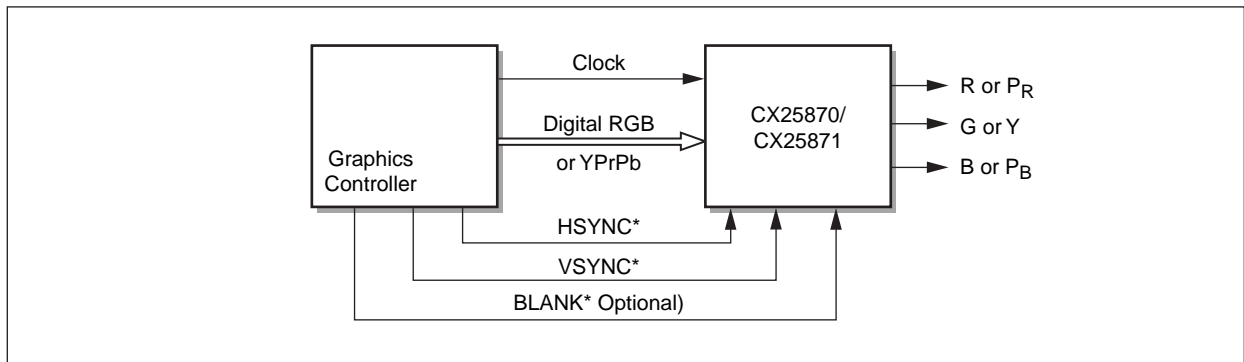 Clock
Digital RGB
or YPrPb
Graphics
Controller
CX25870/
CX25871
R or PR
G or Y
B or PB
HSYNC*
VSYNC*
BLANK* Optional)